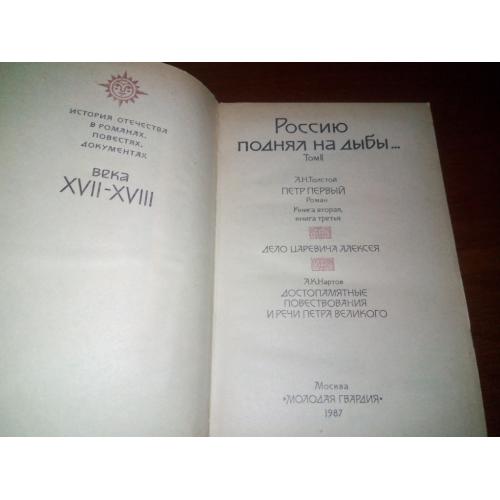 ИСТОРИЯ ОТЕЧЕСТВА
В РОМАНАХ,
ПОВЕСТЯХ,
ДОКУМЕНТАХ
века
XVII-XVIII
Россию
поднял на дыбы...
Том II
А.Н.Толстой
ПЕТР ПЕРВЫЙ
Роман
Книга вторая,
книга третья
ДЕЛО ЦАРЕВИЧА АЛЕКСЕЯ
А.К.Нартов
ДОСТОПАМЯТНЫЕ
ПОВЕСТВОВАНИЯ
И РЕЧИ ПЕТРА ВЕЛИКОГО
Москва
«МОЛОДАЯ ГВАРДИЯ»
1987